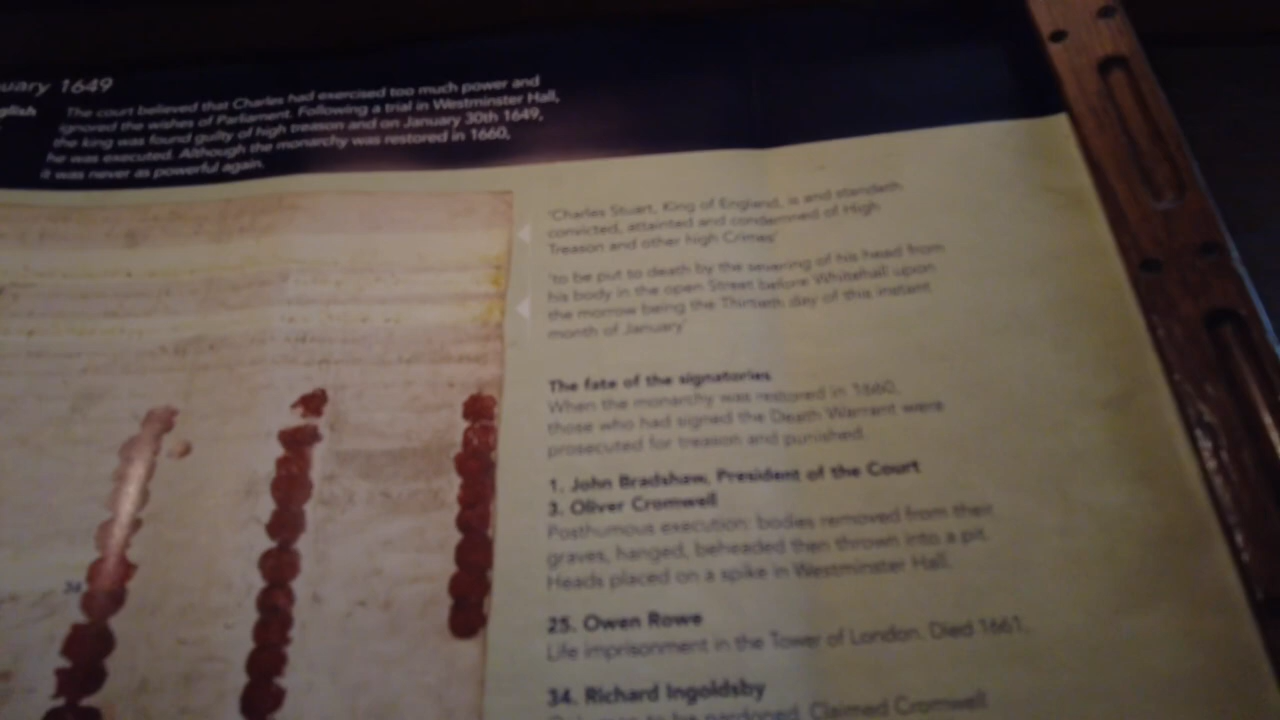 uary 1649
glish
The court believed that Charles had exercised too much power and
ignored the wishes of Parliament. Following a trial in Westminster Hall,
the king was found guilty of high treason and on January 30th 1649,
he was executed. Although the monarchy was restored in 1660,
it was never as powerful again.
'Charles Stuart, King of England, is and standeth
convicted, attainted and condemned of High
Treason and other high Crimes'
'to be put to death by the severing of his head from
his body in the open Street before Whitehall upon
the morrow being the Thirtieth day of this instant
month of January'
The fate of the signatories
When the monarchy was restored in 1660,
those who had signed the Death Warrant were
prosecuted for treason and punished.
1. John Bradshaw, President of the Court
3. Oliver Cromwell
Posthumous execution: bodies removed from their
graves, hanged, beheaded then thrown into a pit.
Heads placed on a spike in Westminster Hall.
25. Owen Rowe
Life imprisonment in the Tower of London. Died 1661.
34. Richard Ingoldsby
to be pardoned. Claimed Cromwell